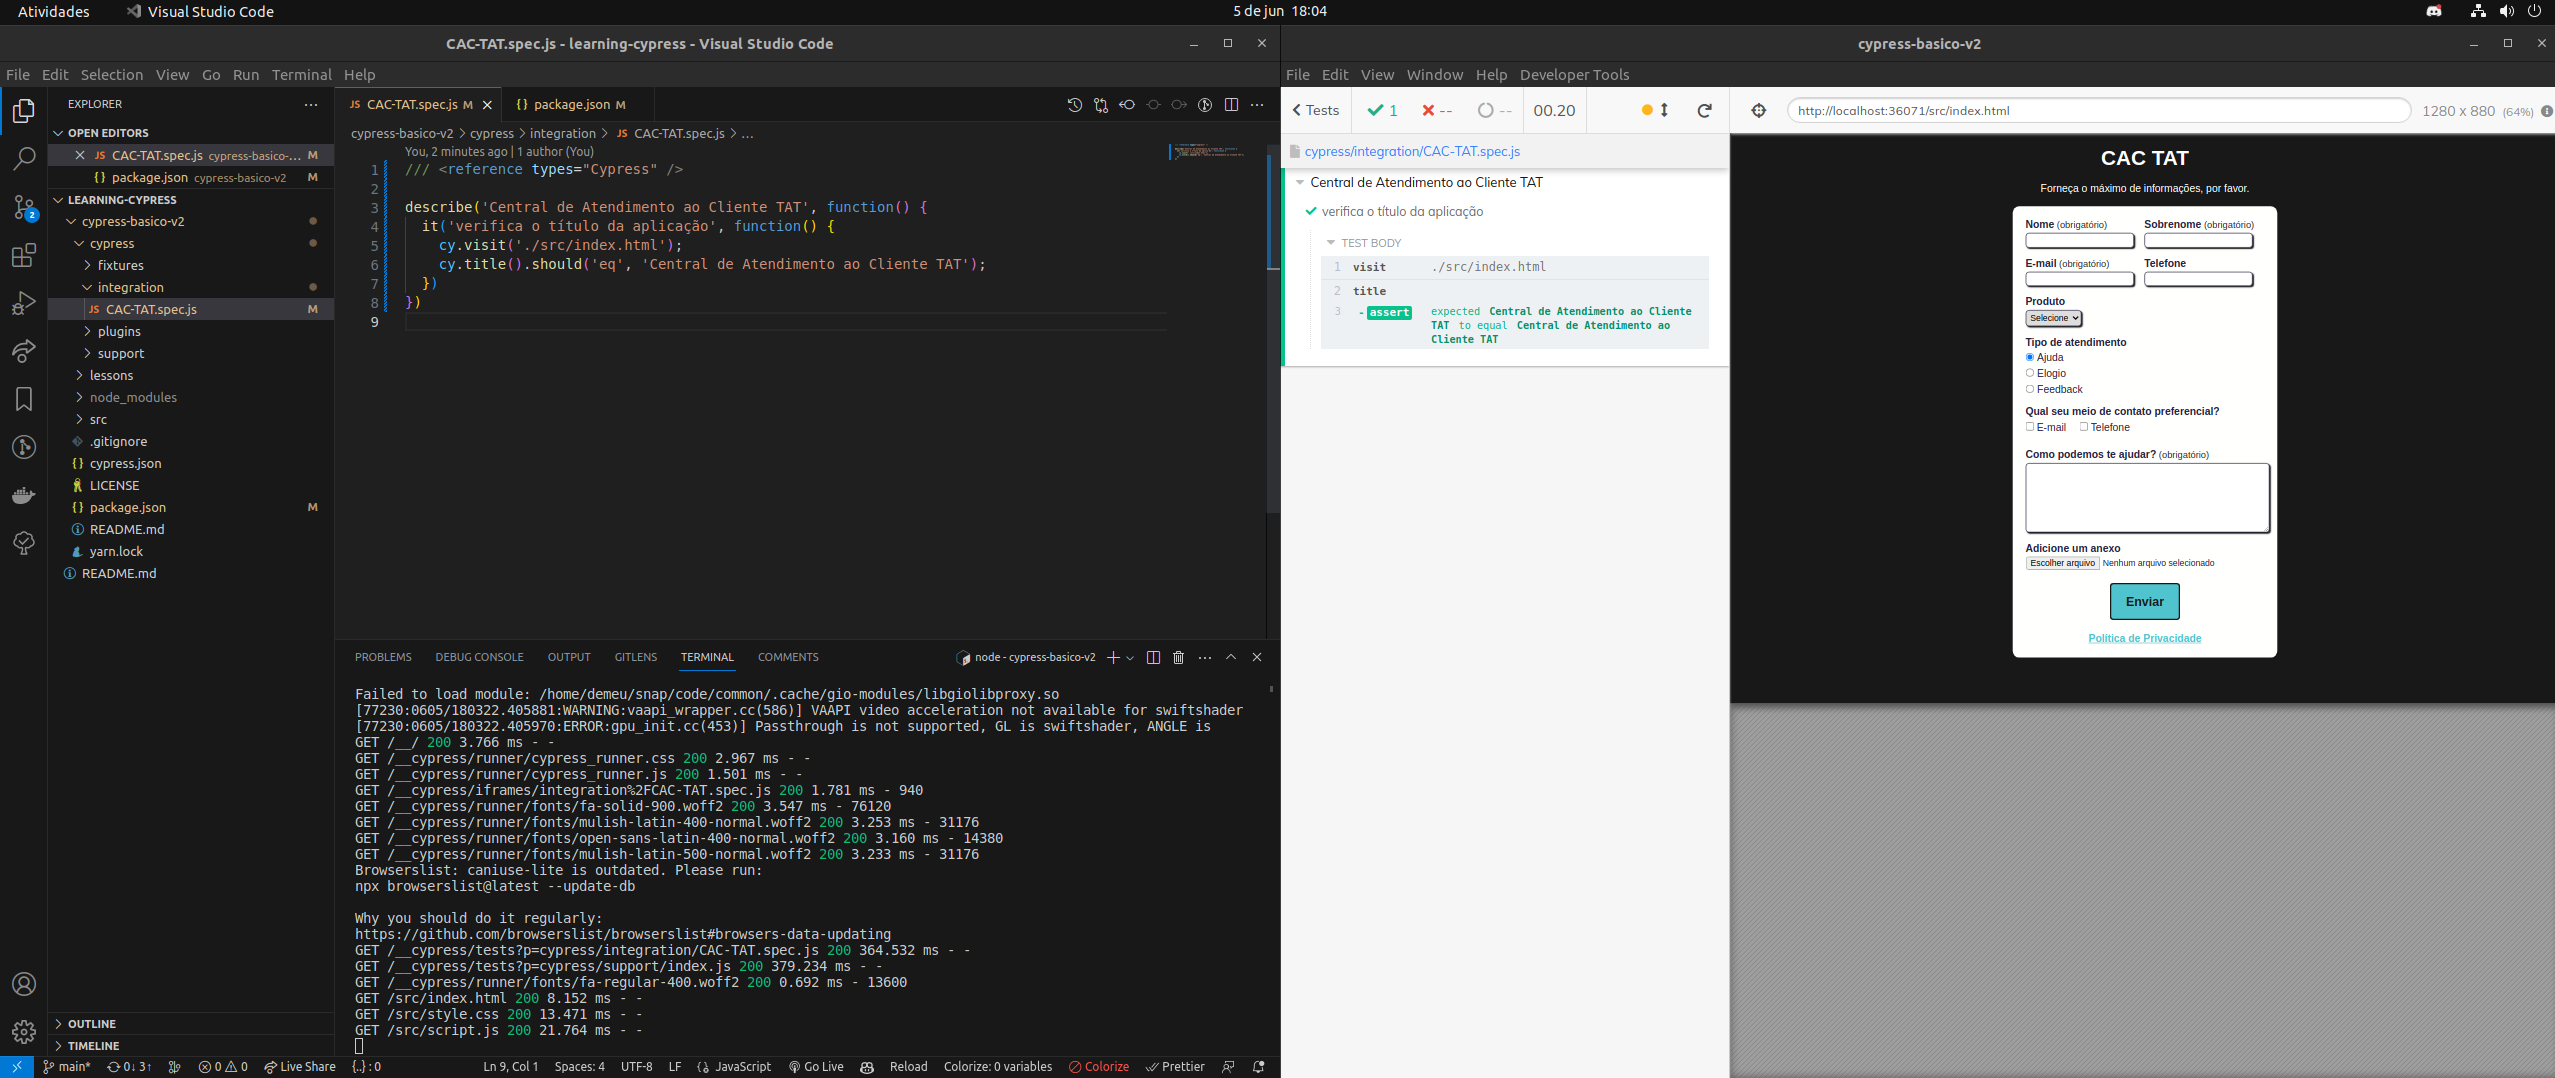 Atividades
Visual Studio Code
5 de jun 18:04
CAC-TAT.spec.js - learning-cypress - Visual Studio Code
File Edit Selection View Go Run Terminal Help
EXPLORER
OPEN EDITORS
JS CAC-TAT.spec.js cypress-basico-... M
{} package.json cypress-basico-v2 M
LEARNING-CYPRESS
cypress-basico-v2
cypress
fixtures
integration
JS CAC-TAT.spec.js M
plugins
support
lessons
node_modules
src
.gitignore
{} cypress.json
LICENSE
{} package.json M
README.md
yarn.lock
README.md
OUTLINE
TIMELINE
2
JS CAC-TAT.spec.js M
{} package.json M
cypress-basico-v2 > cypress > integration > JS CAC-TAT.spec.js > ...
You, 2 minutes ago | 1 author (You)
1 /// <reference types="Cypress" />
2
3 describe('Central de Atendimento ao Cliente TAT', function() {
4 it('verifica o título da aplicação', function() {
5 cy.visit('./src/index.html');
6 cy.title().should('eq', 'Central de Atendimento ao Cliente TAT');
7 })
8 })
9
PROBLEMS DEBUG CONSOLE OUTPUT GITLENS TERMINAL COMMENTS
node - cypress-basico-v2
Failed to load module: /home/demeu/snap/code/common/.cache/gio-modules/libgiolibproxy.so
[77230:0605/180322.405881:WARNING:vaapi_wrapper.cc(586)] VAAPI video acceleration not available for swiftshader
[77230:0605/180322.405970:ERROR:gpu_init.cc(453)] Passthrough is not supported, GL is swiftshader, ANGLE is
GET /__/ 200 3.766 ms - -
GET /__cypress/runner/cypress_runner.css 200 2.967 ms - -
GET /__cypress/runner/cypress_runner.js 200 1.501 ms - -
GET /__cypress/iframes/integration%2FCAC-TAT.spec.js 200 1.781 ms - 940
GET /__cypress/runner/fonts/fa-solid-900.woff2 200 3.547 ms - 76120
GET /__cypress/runner/fonts/mulish-latin-400-normal.woff2 200 3.253 ms - 31176
GET /__cypress/runner/fonts/open-sans-latin-400-normal.woff2 200 3.160 ms - 14380
GET /__cypress/runner/fonts/mulish-latin-500-normal.woff2 200 3.233 ms - 31176
Browserslist: caniuse-lite is outdated. Please run:
npx browserslist@latest --update-db
Why you should do it regularly:
https://github.com/browserslist/browserslist#browsers-data-updating
GET /__cypress/tests?p=cypress/integration/CAC-TAT.spec.js 200 364.532 ms - -
GET /__cypress/tests?p=cypress/support/index.js 200 379.234 ms - -
GET /__cypress/runner/fonts/fa-regular-400.woff2 200 0.692 ms - 13600
GET /src/index.html 200 8.152 ms - -
GET /src/style.css 200 13.471 ms - -
GET /src/script.js 200 21.764 ms - -
main* 0↓ 3↑ 0 0 Live Share {..} : 0 Ln 9, Col 1 Spaces: 4 UTF-8 LF {} JavaScript Go Live Reload Colorize: 0 variables Colorize Prettier
cypress-basico-v2
File Edit View Window Help Developer Tools
< Tests 1 -- -- 00.20
http://localhost:36071/src/index.html 1280 x 880 (64%)
cypress/integration/CAC-TAT.spec.js
Central de Atendimento ao Cliente TAT
verifica o título da aplicação
TEST BODY
1 visit ./src/index.html
2 title
3 -assert expected Central de Atendimento ao Cliente
TAT to equal Central de Atendimento ao
Cliente TAT
CAC TAT
Forneça o máximo de informações, por favor.
Nome (obrigatório) Sobrenome (obrigatório)
E-mail (obrigatório) Telefone
Produto
Selecione
Tipo de atendimento
Ajuda
Elogio
Feedback
Qual seu meio de contato preferencial?
E-mail Telefone
Como podemos te ajudar? (obrigatório)
Adicione um anexo
Escolher arquivo Nenhum arquivo selecionado
Enviar
Política de Privacidade